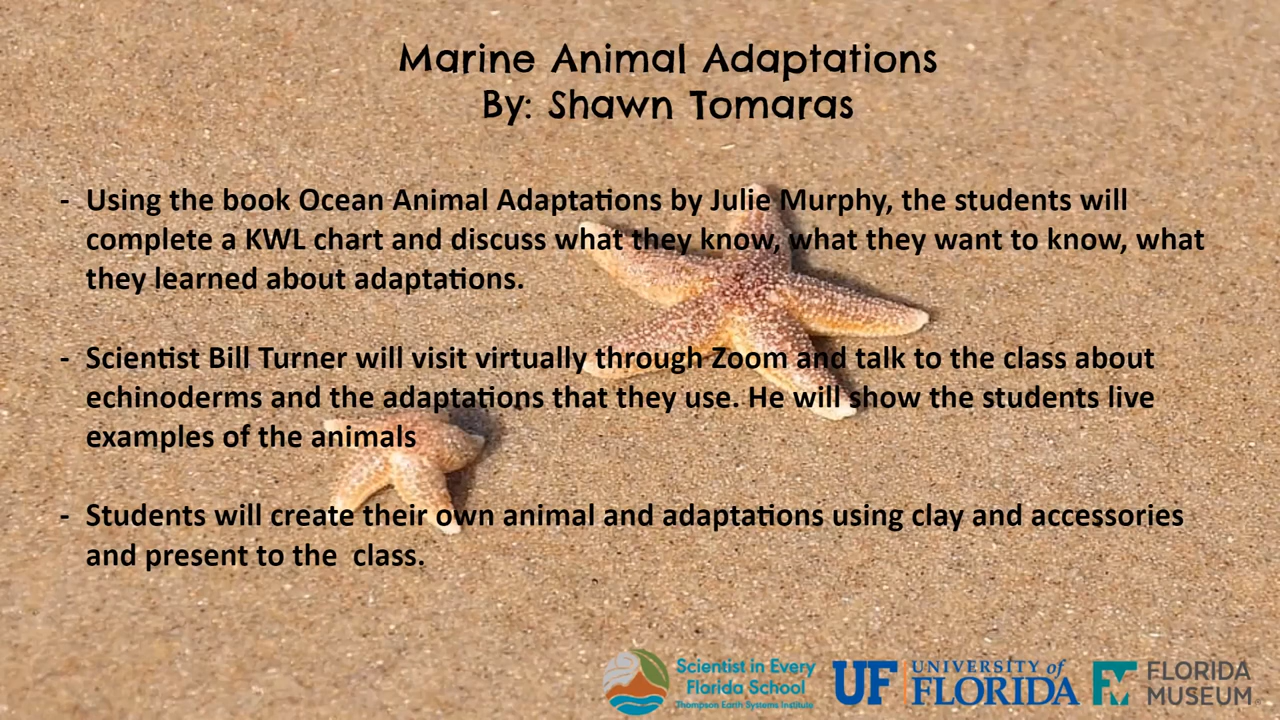 Marine Animal Adaptations
By: Shawn Tomaras
- Using the book Ocean Animal Adaptations by Julie Murphy, the students will
complete a KWL chart and discuss what they know, what they want to know, what
they learned about adaptations.
- Scientist Bill Turner will visit virtually through Zoom and talk to the class about
echinoderms and the adaptations that they use. He will show the students live
examples of the animals
- Students will create their own animal and adaptations using clay and accessories
and present to the  class.
Scientist in Every
Florida School
Thompson Earth Systems Institute
UF UNIVERSITY of
FLORIDA
FLORIDA
MUSEUM